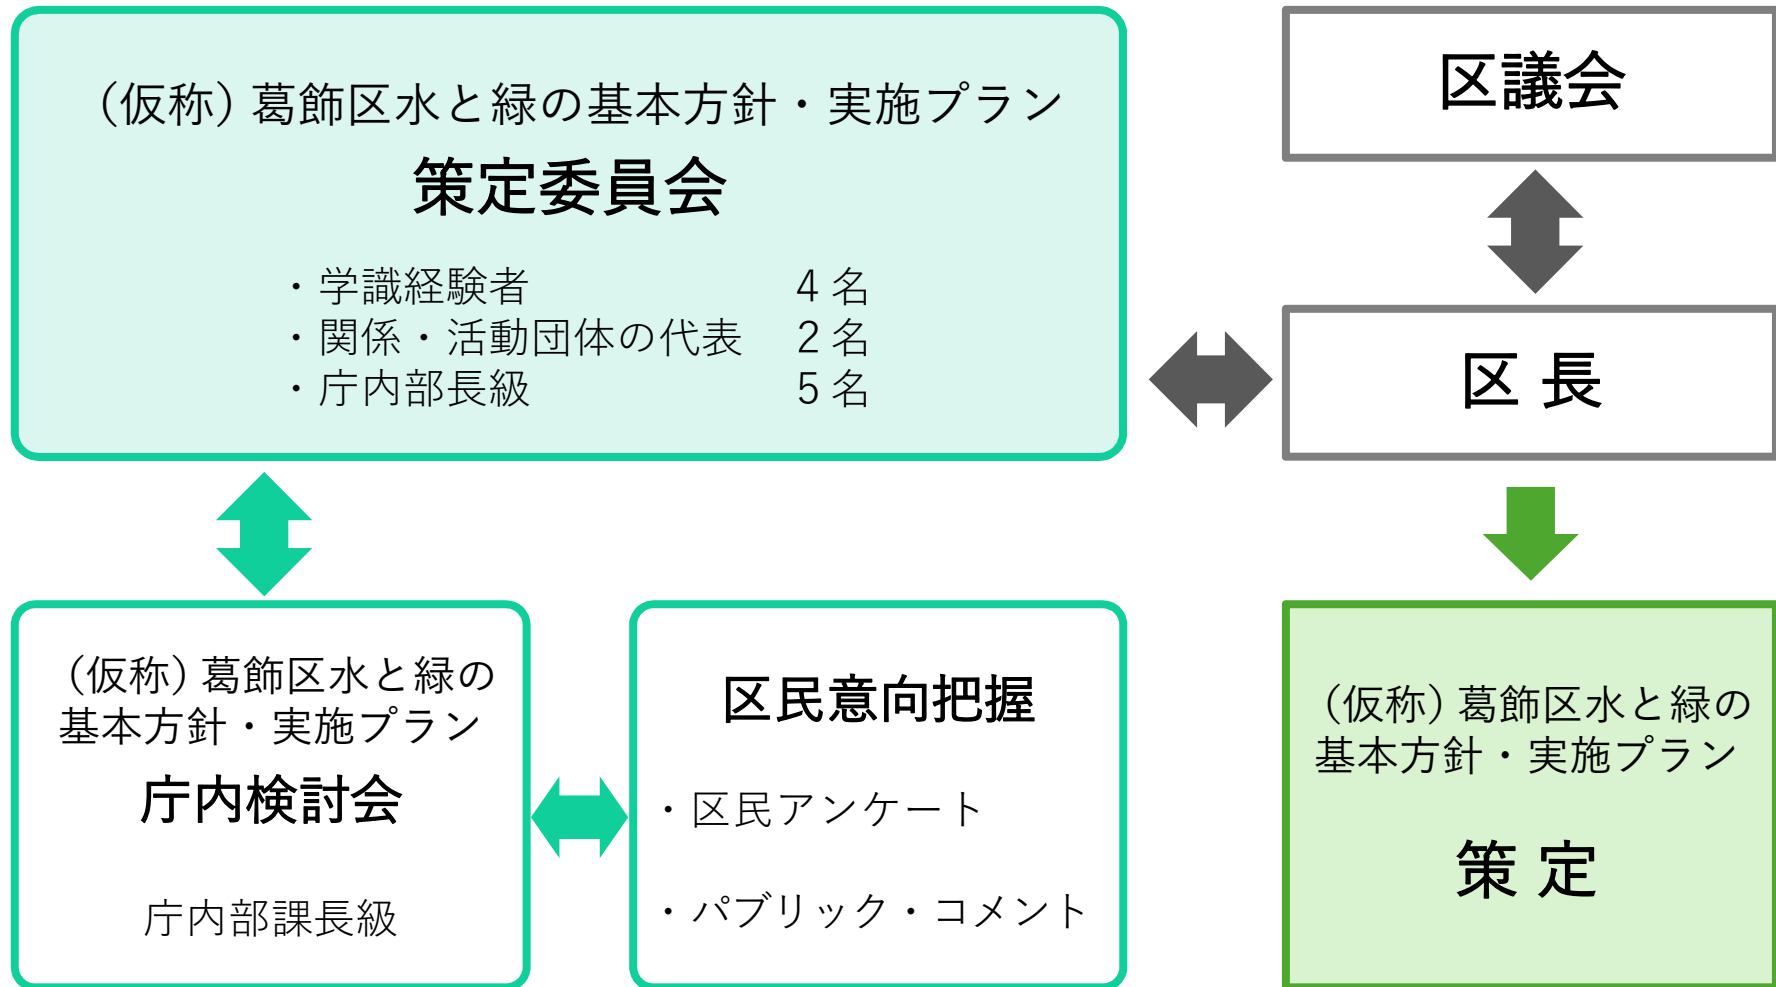 （仮称）葛飾区水と緑の基本方針・実施プラン
策定委員会
・学識経験者　4名
・関係・活動団体の代表　2名
・庁内部長級　5名
区議会
区長
（仮称）葛飾区水と緑の
基本方針・実施プラン
庁内検討会
庁内部課長級
区民意向把握
・区民アンケート
・パブリック・コメント
（仮称）葛飾区水と緑の
基本方針・実施プラン
策定